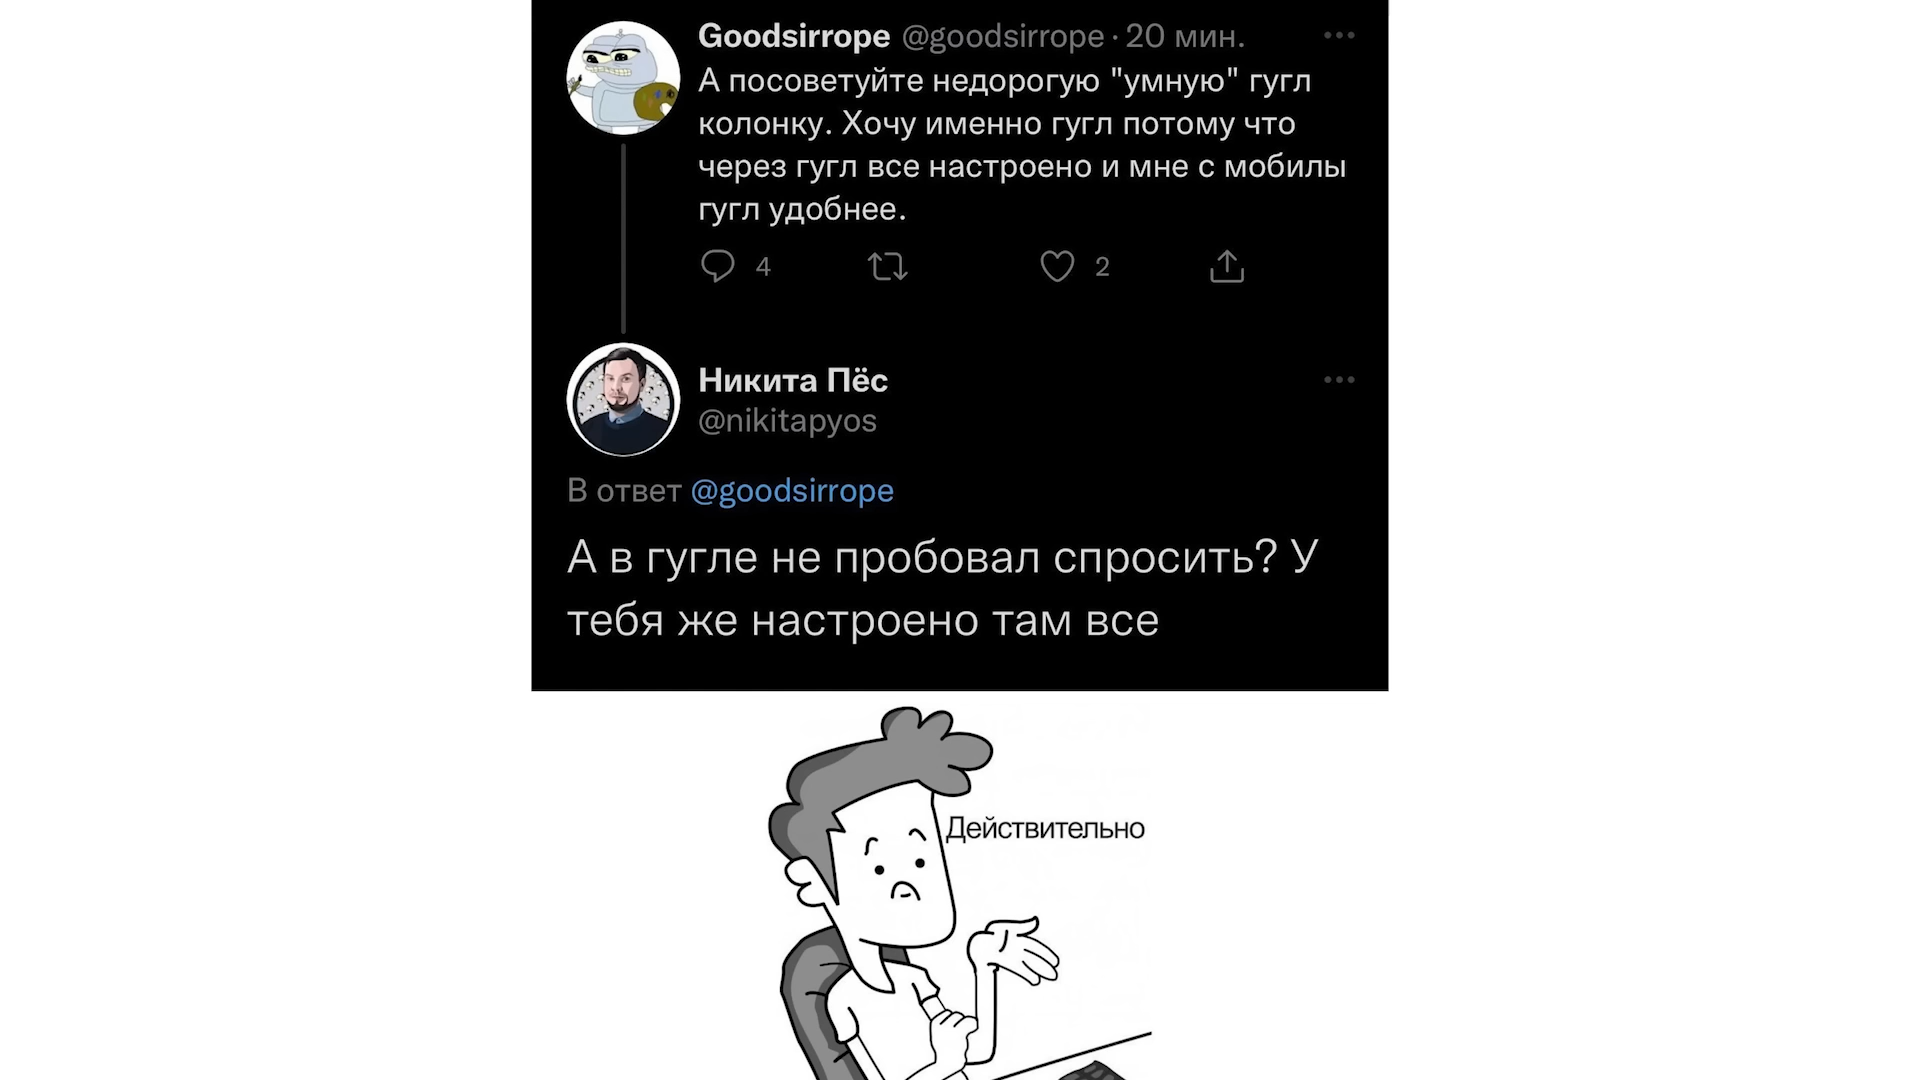 Goodsirrope @goodsirrope · 20 мин.
А посоветуйте недорогую "умную" гугл
колонку. Хочу именно гугл потому что
через гугл все настроено и мне с мобилы
гугл удобнее.
4 2
Никита Пёс
@nikitapyos
В ответ @goodsirrope
А в гугле не пробовал спросить? У
тебя же настроено там все
Действительно